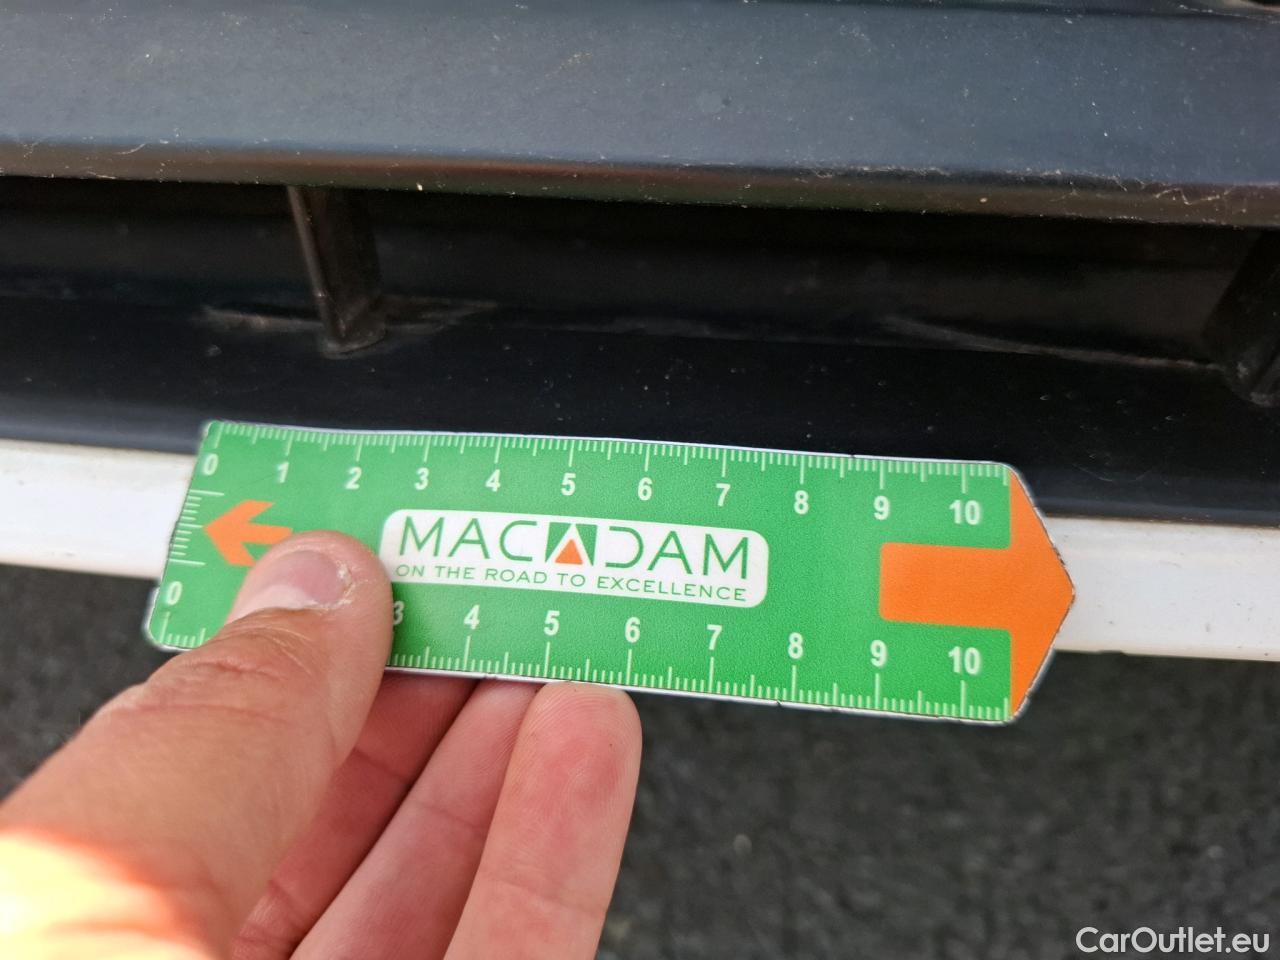 0 1 2 3 4 5 6 7 8 9 10
MACADAM
ON THE ROAD TO EXCELLENCE
0 3 4 5 6 7 8 9 10
CarOutlet.eu